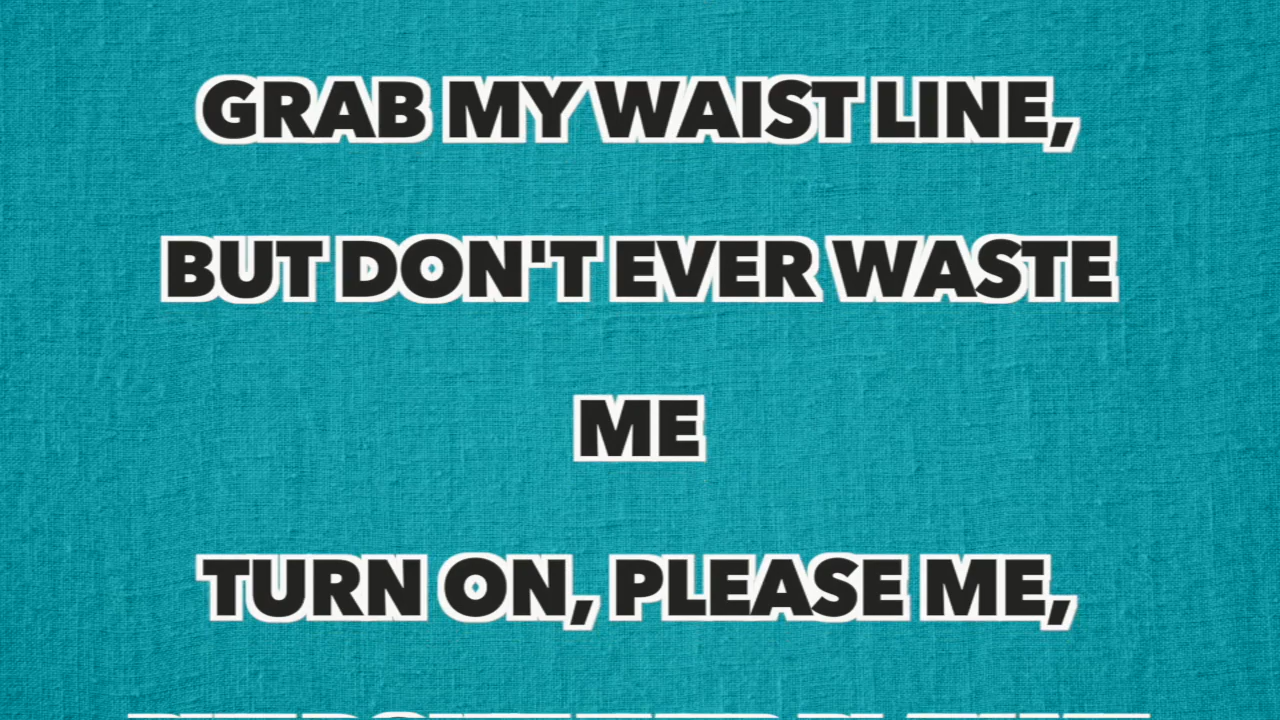 GRAB MY WAIST LINE,
BUT DON'T EVER WASTE
ME
TURN ON, PLEASE ME,